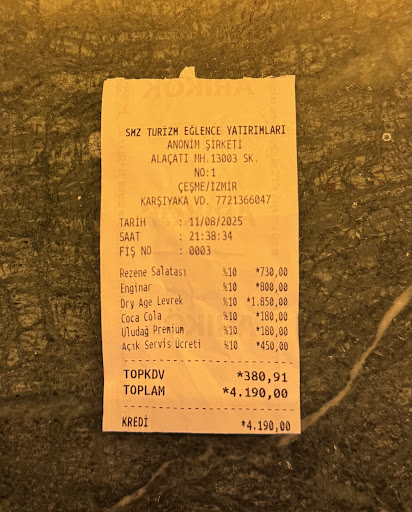 SMZ TURİZM EĞLENCE YATIRIMLARI
ANONİM ŞİRKETİ
ALAÇATI MH.13003 SK.
NO:1
ÇEŞME/İZMİR
KARŞIYAKA VD. 7721366047
TARİH : 11/08/2025
SAAT : 21:38:34
FİŞ NO : 0003
Rezene Salatası %10 *730,00
Enginar %10 *800,00
Dry Age Levrek %10 *1.850,00
Coca Cola %10 *180,00
Uludağ Premium %10 *180,00
Açık Servis Ücreti %10 *450,00
TOPKDV *380,91
TOPLAM *4.190,00
KREDİ *4.190,00